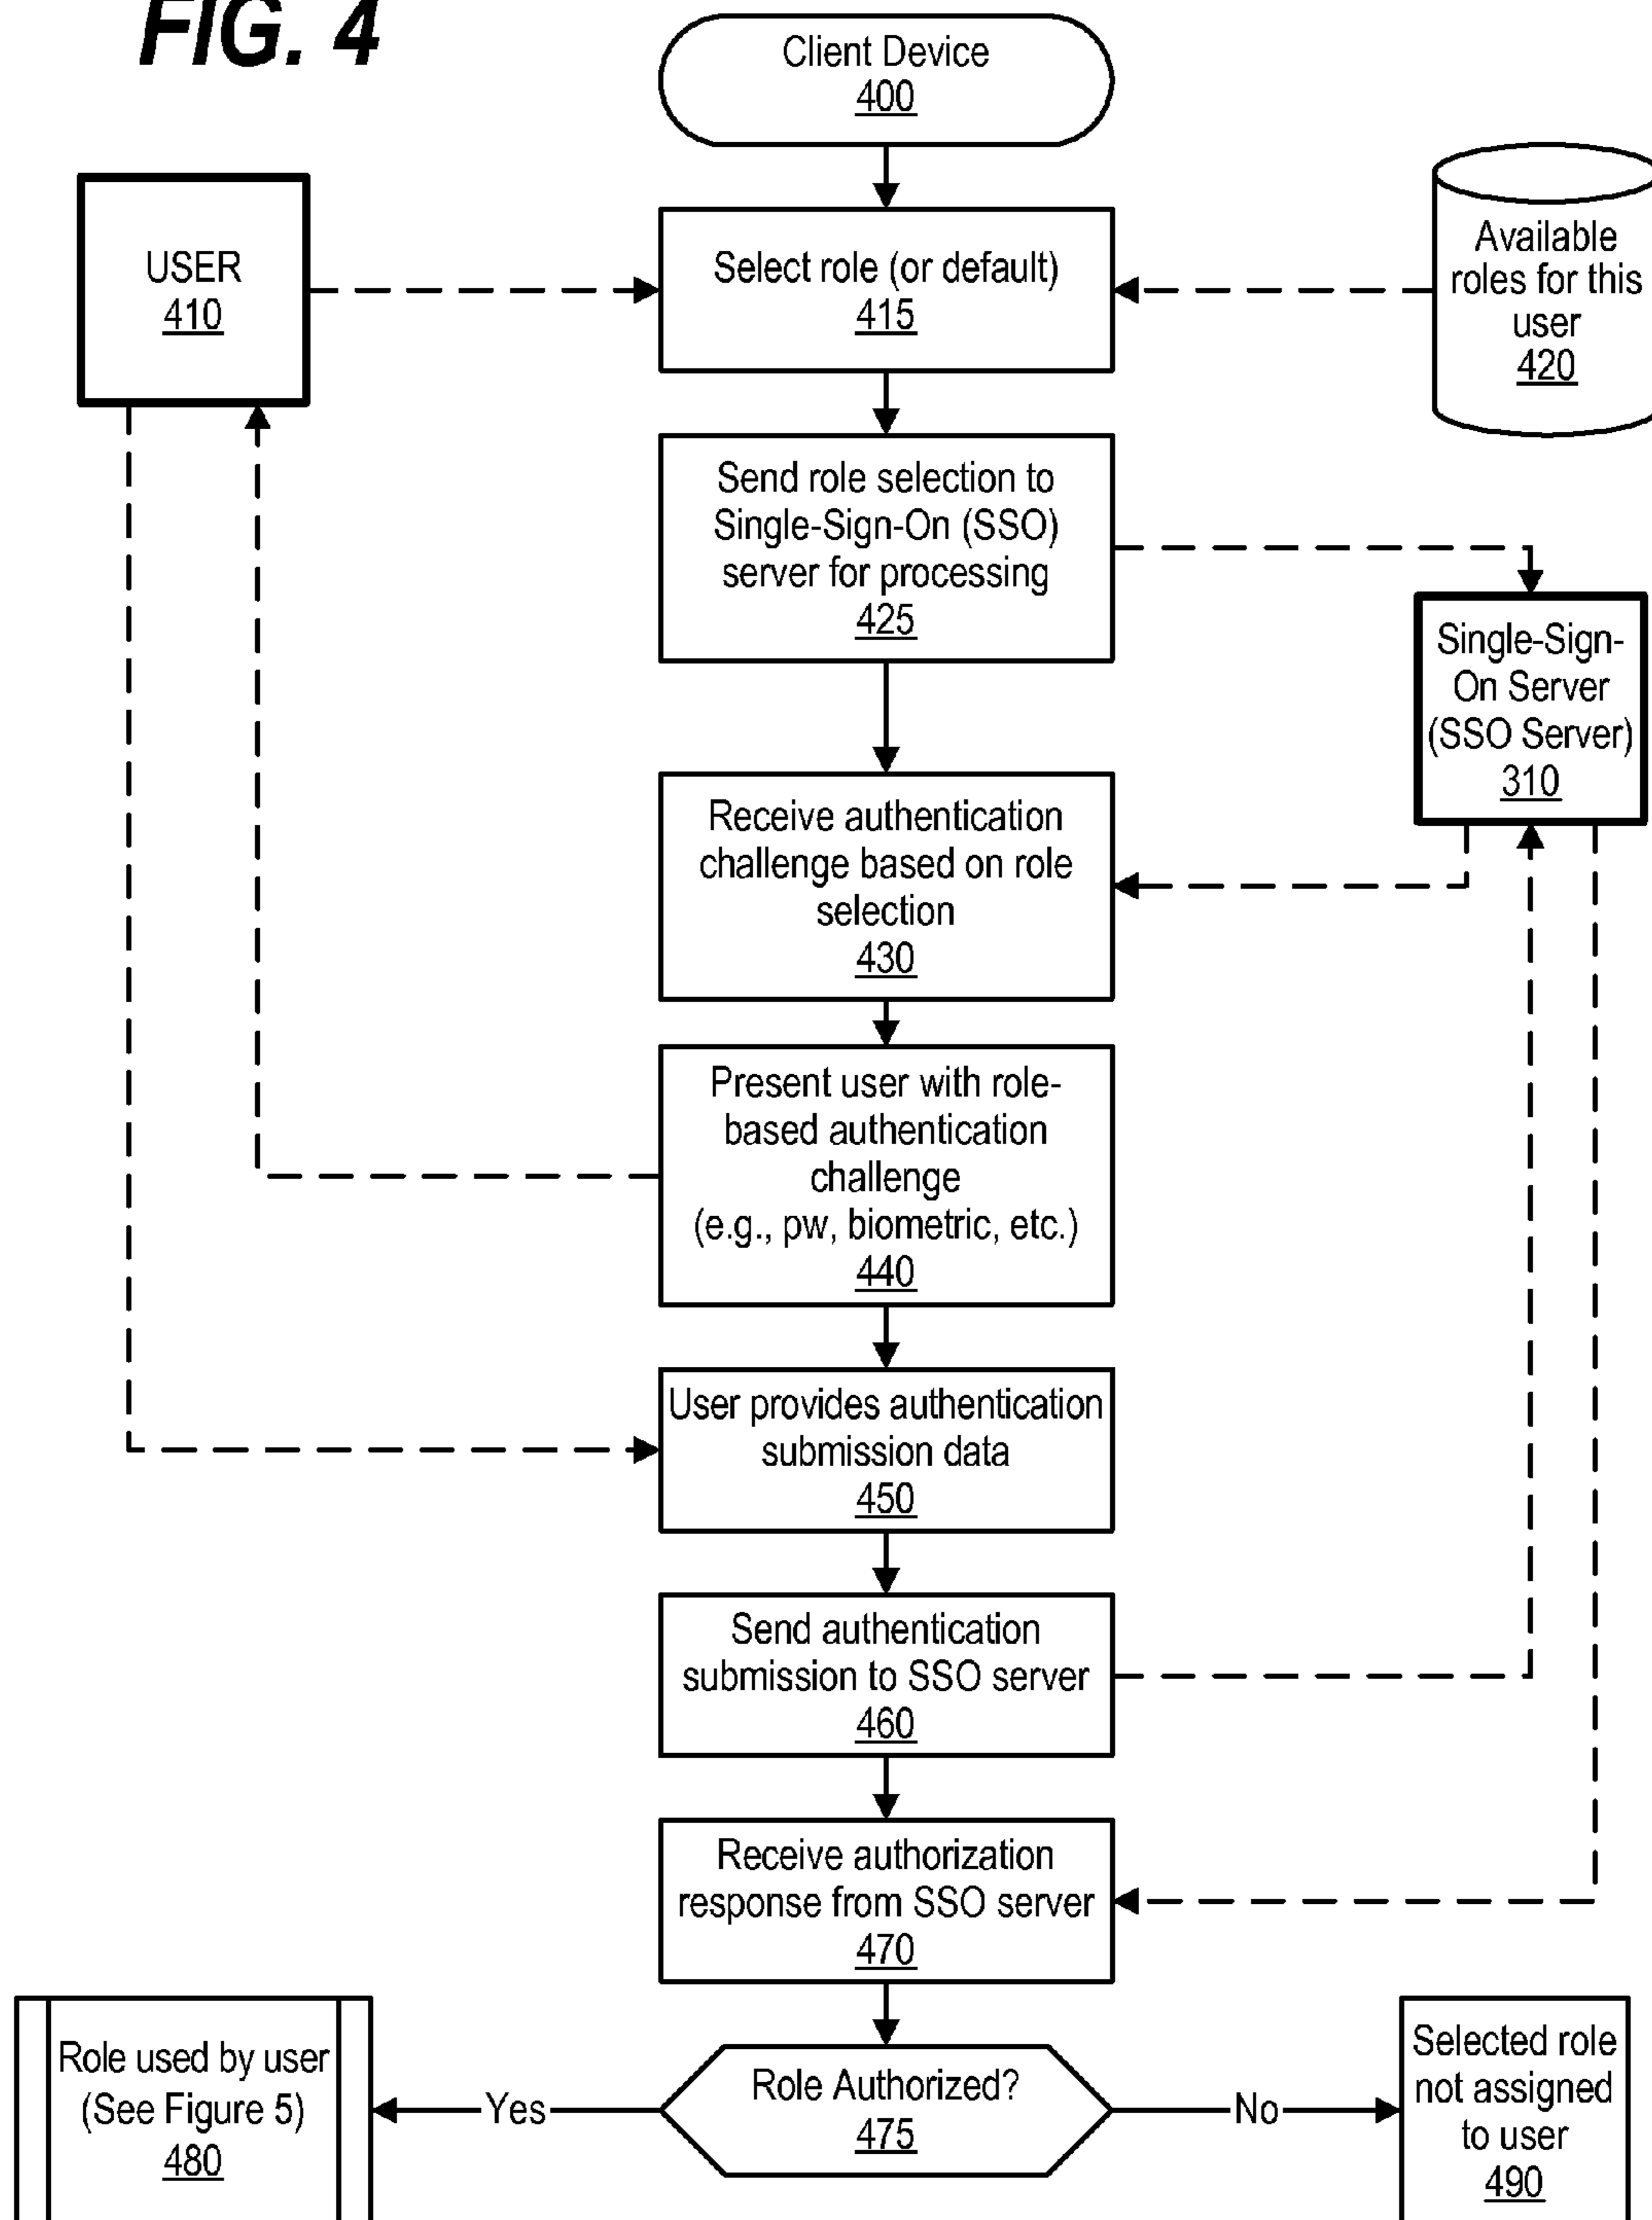 FIG. 4
Client Device
400
USER
410
Select role (or default)
415
Available
roles for this
user
420
Send role selection to
Single-Sign-On (SSO)
server for processing
425
Single-Sign-
On Server
(SSO Server)
310
Receive authentication
challenge based on role
selection
430
Present user with role-
based authentication
challenge
(e.g., pw, biometric, etc.)
440
User provides authentication
submission data
450
Send authentication
submission to SSO server
460
Receive authorization
response from SSO server
470
Role Authorized?
475
Yes
No
Role used by user
(See Figure 5)
480
Selected role
not assigned
to user
490